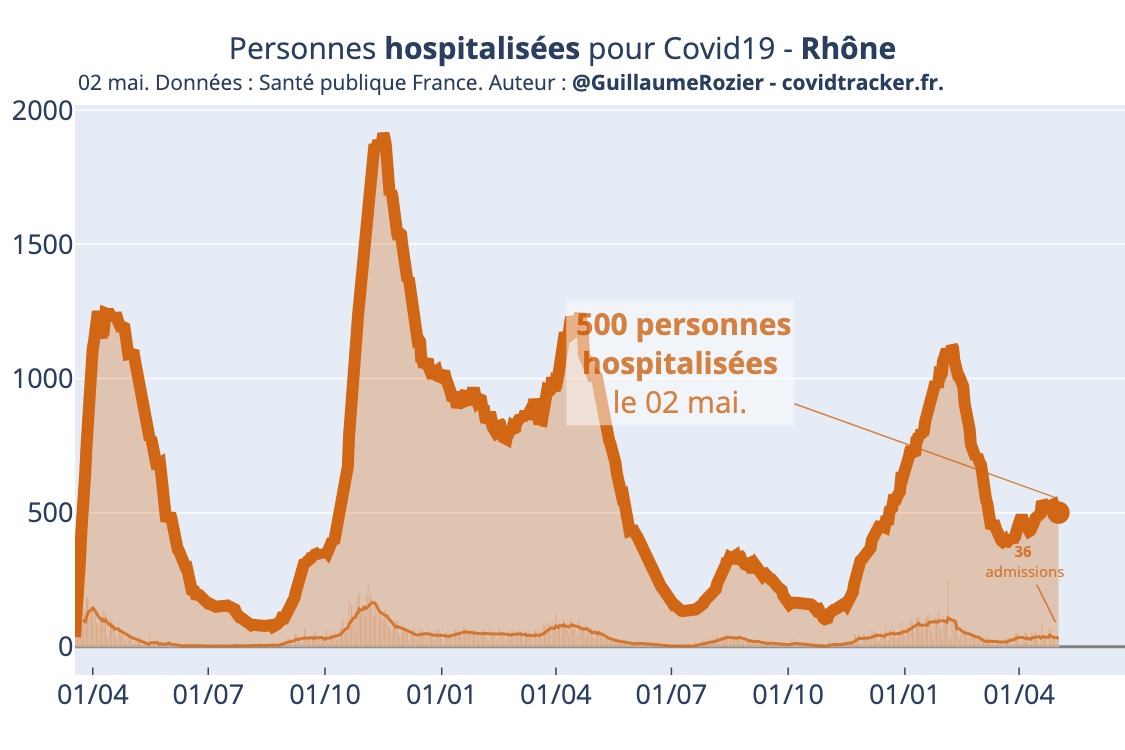 Personnes hospitalisées pour Covid19 - Rhône
02 mai. Données : Santé publique France. Auteur : @GuillaumeRozier - covidtracker.fr.
2000
1500
500 personnes
hospitalisées
le 02 mai.
1000
500
36
admissions
0
01/04 01/07 01/10 01/01 01/04 01/07 01/10 01/01 01/04